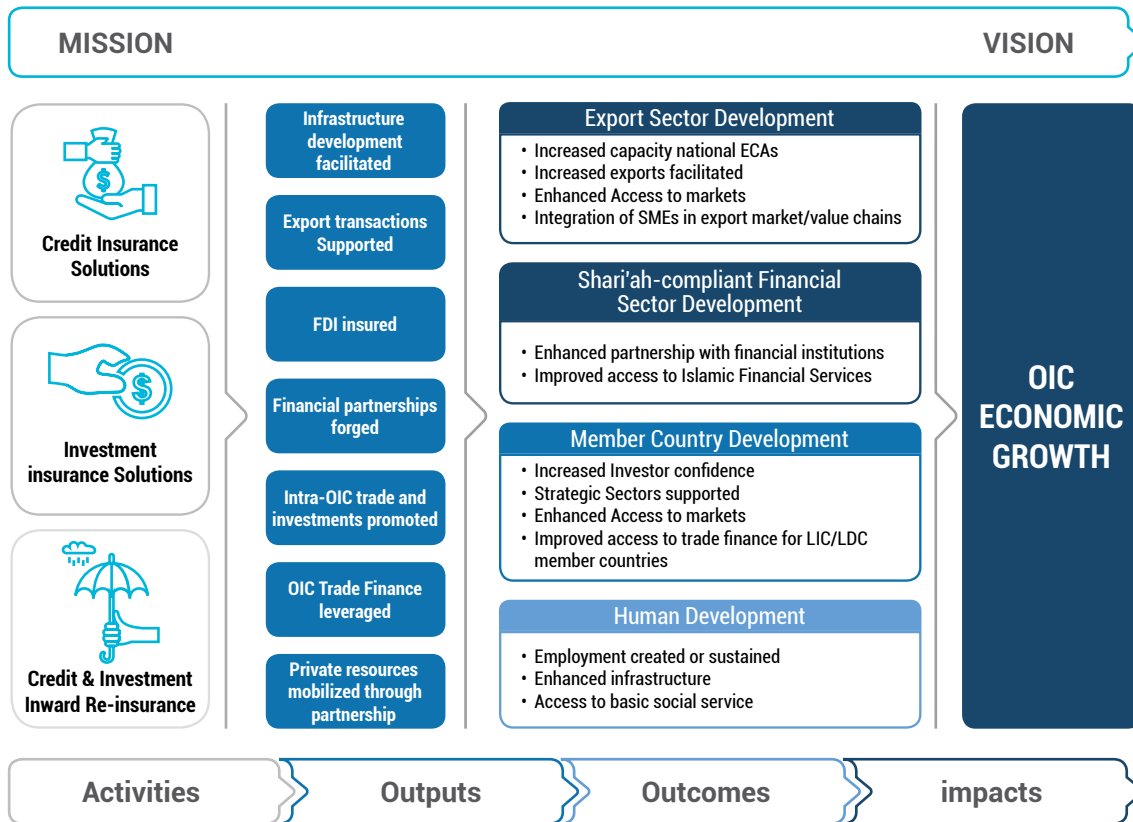 MISSION
VISION
$
Credit Insurance
Solutions
$
Investment
insurance Solutions
Credit & Investment
Inward Re-insurance
Infrastructure
development
facilitated
Export transactions
Supported
FDI insured
Financial partnerships
forged
Intra-OIC trade and
investments promoted
OIC Trade Finance
leveraged
Private resources
mobilized through
partnership
Export Sector Development
• Increased capacity national ECAs
• Increased exports facilitated
• Enhanced Access to markets
• Integration of SMEs in export market/value chains
Shari'ah-compliant Financial
Sector Development
• Enhanced partnership with financial institutions
• Improved access to Islamic Financial Services
Member Country Development
• Increased Investor confidence
• Strategic Sectors supported
• Enhanced Access to markets
• Improved access to trade finance for LIC/LDC
member countries
Human Development
• Employment created or sustained
• Enhanced infrastructure
• Access to basic social service
OIC
ECONOMIC
GROWTH
Activities
Outputs
Outcomes
impacts